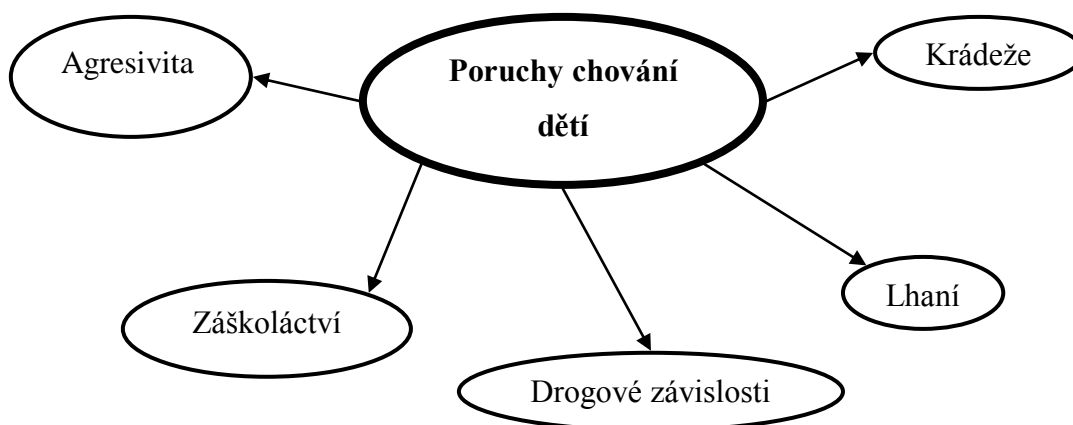 Agresivita
Poruchy chování
dětí
Krádeže
Záškoláctví
Lhaní
Drogové závislosti